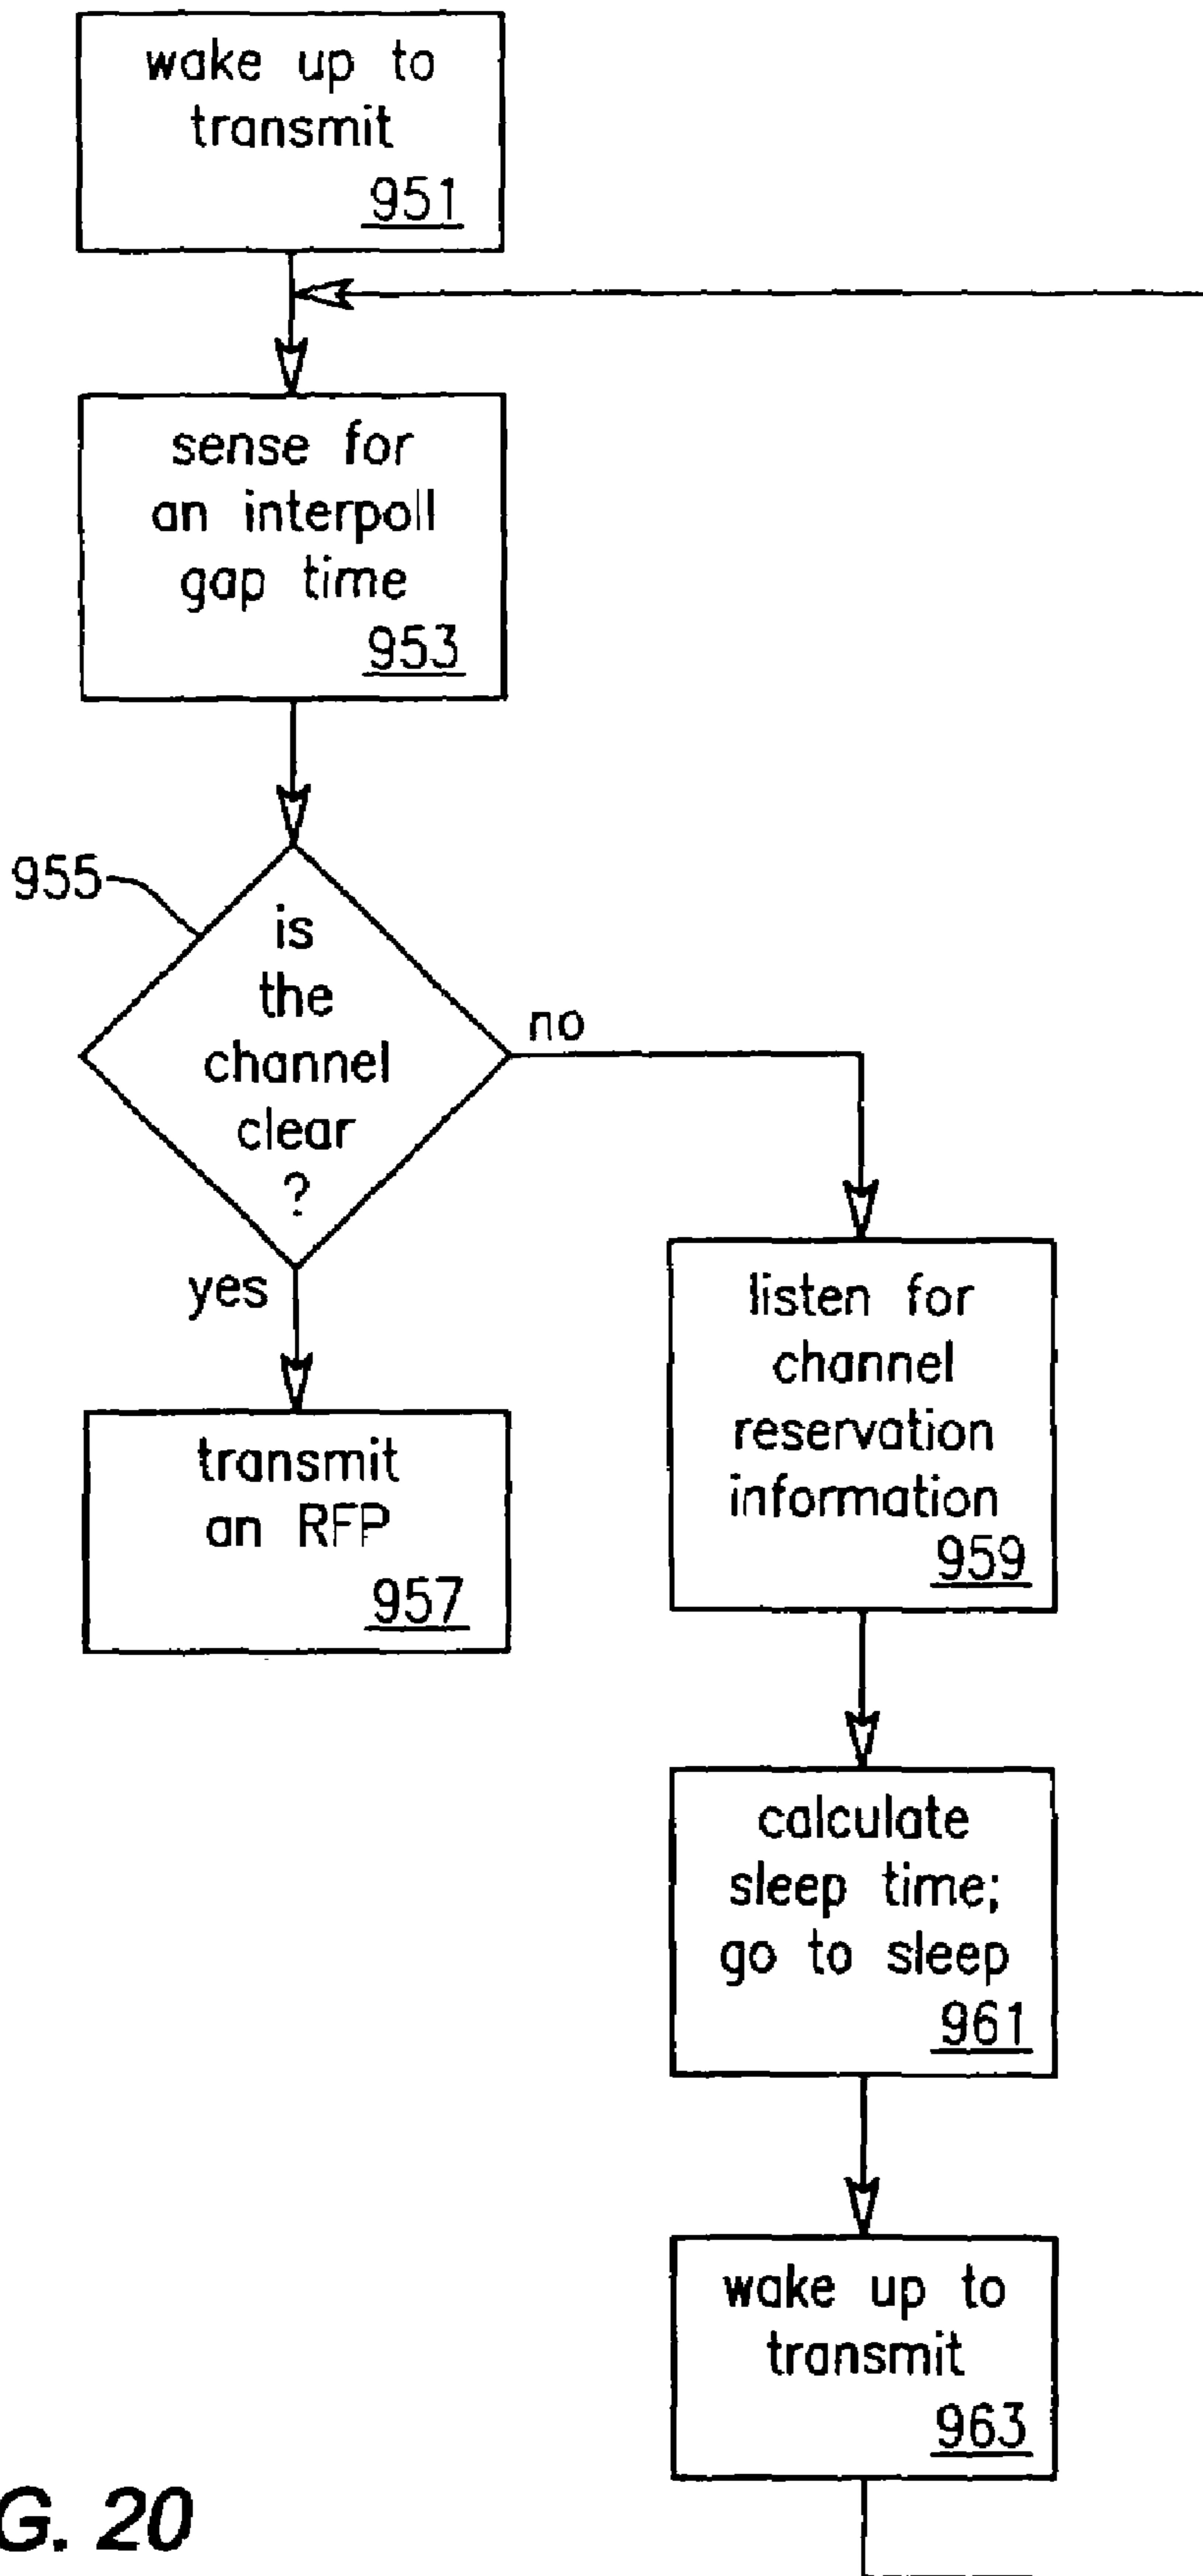 wake up to
transmit
951
sense for
an interpoll
gap time
953
955
is
the
channel
clear
?
no
yes
transmit
an RFP
957
listen for
channel
reservation
information
959
calculate
sleep time;
go to sleep
961
wake up to
transmit
963
G. 20